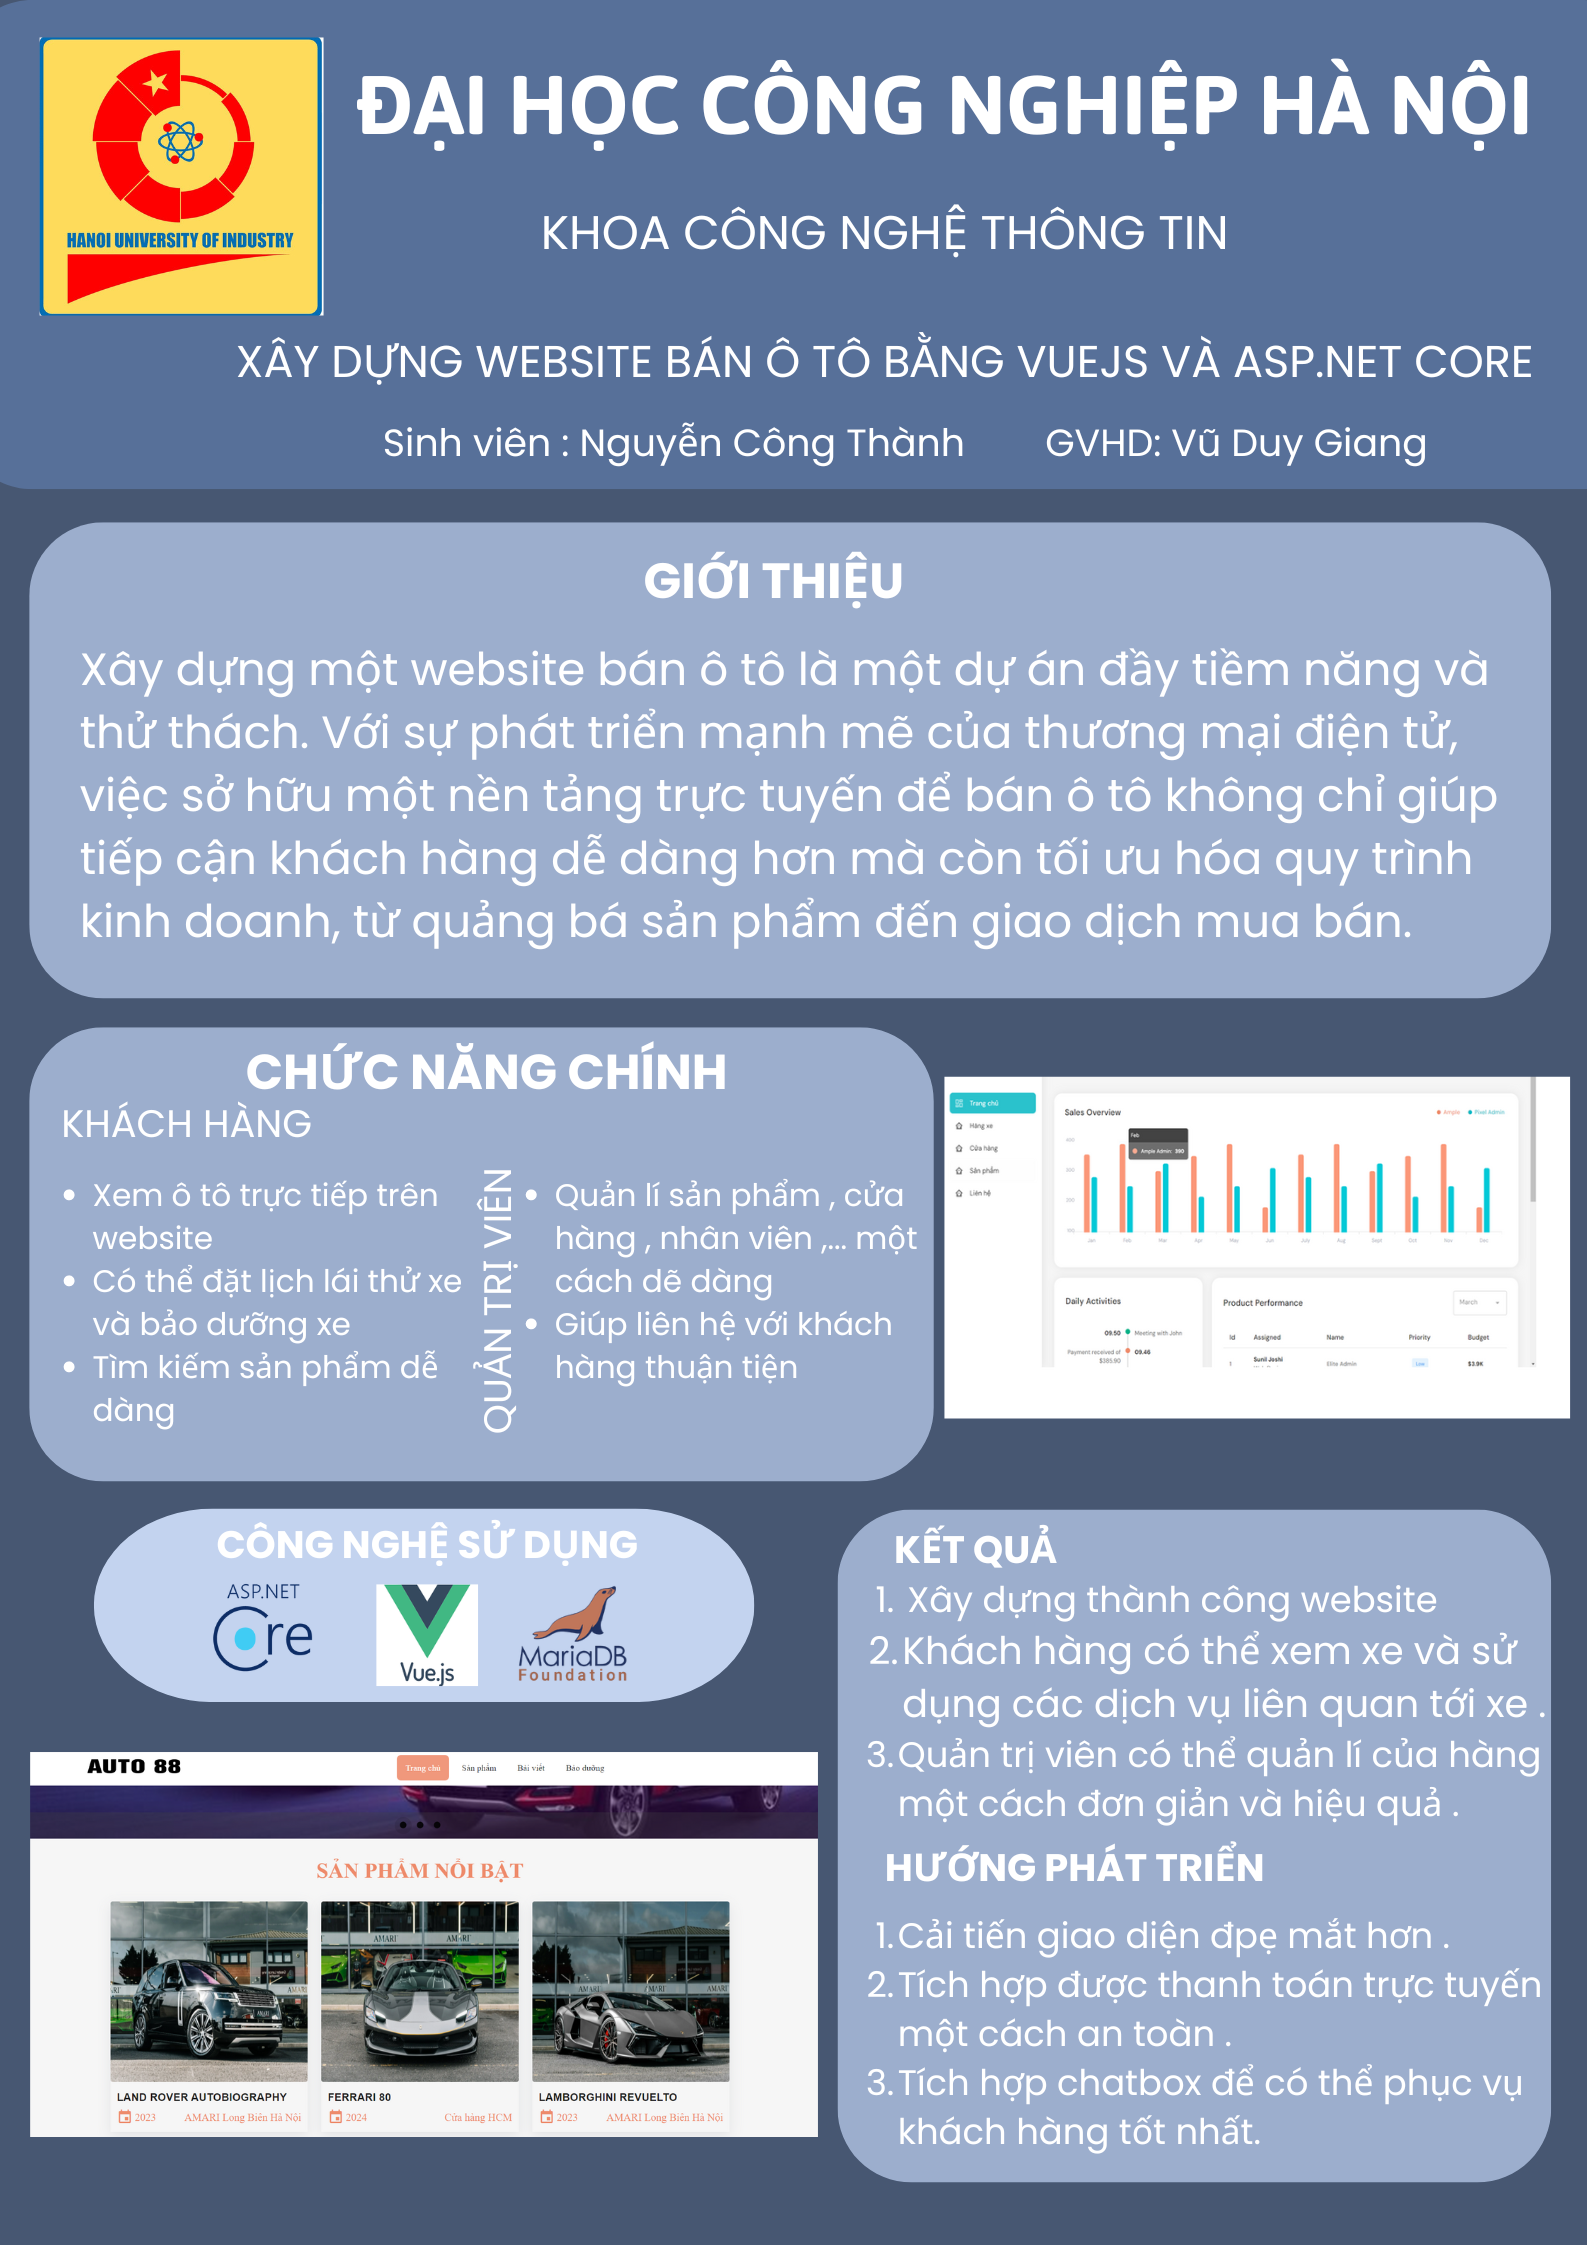 HANOI UNIVERSITY OF INDUSTRY
ĐẠI HỌC CÔNG NGHIỆP HÀ NỘI
KHOA CÔNG NGHỆ THÔNG TIN
XÂY DỰNG WEBSITE BÁN Ô TÔ BẰNG VUEJS VÀ ASP.NET CORE
Sinh viên : Nguyễn Công Thành GVHD: Vũ Duy Giang
GIỚI THIỆU
Xây dựng một website bán ô tô là một dự án đầy tiềm năng và
thử thách. Với sự phát triển mạnh mẽ của thương mại điện tử,
việc sở hữu một nền tảng trực tuyến để bán ô tô không chỉ giúp
tiếp cận khách hàng dễ dàng hơn mà còn tối ưu hóa quy trình
kinh doanh, từ quảng bá sản phẩm đến giao dịch mua bán.
CHỨC NĂNG CHÍNH
KHÁCH HÀNG
• Xem ô tô trực tiếp trên
website
• Có thể đặt lịch lái thử xe
và bảo dưỡng xe
• Tìm kiếm sản phẩm dễ
dàng
QUẢN TRỊ VIÊN
• Quản lí sản phẩm , cửa
hàng , nhân viên ,... một
cách dẽ dàng
• Giúp liên hệ với khách
hàng thuận tiện
Trang chủ
Hãng xe
Cửa hàng
Sản phẩm
Liên hệ
Sales Overview
Ample Pixel Admin
Feb
Ample Admin: 390
Jan Feb Mar Apr May Jun July Aug Sept Oct Nov Dec
Daily Activities
09.50 Meeting with John
Payment received of 09.46
$385.90
Product Performance
March
Id Assigned Name Priority Budget
1 Sunil Joshi Elite Admin Low $3.9K
CÔNG NGHỆ SỬ DỤNG
ASP.NET
Core
Vue.js
MariaDB
Foundation
AUTO 88
Trang chủ Sản phẩm Bài viết Bảo dưỡng
SẢN PHẨM NỔI BẬT
AMARI
AMARI
AMARI
LAND ROVER AUTOBIOGRAPHY
2023 AMARI Long Biên Hà Nội
FERRARI 80
2024 Cửa hàng HCM
LAMBORGHINI REVUELTO
2023 AMARI Long Biên Hà Nội
KẾT QUẢ
1. Xây dựng thành công website
2. Khách hàng có thể xem xe và sử
dụng các dịch vụ liên quan tới xe .
3. Quản trị viên có thể quản lí của hàng
một cách đơn giản và hiệu quả .
HƯỚNG PHÁT TRIỂN
1. Cải tiến giao diện đpẹ mắt hơn .
2. Tích hợp được thanh toán trực tuyến
một cách an toàn .
3. Tích hợp chatbox để có thể phục vụ
khách hàng tốt nhất.